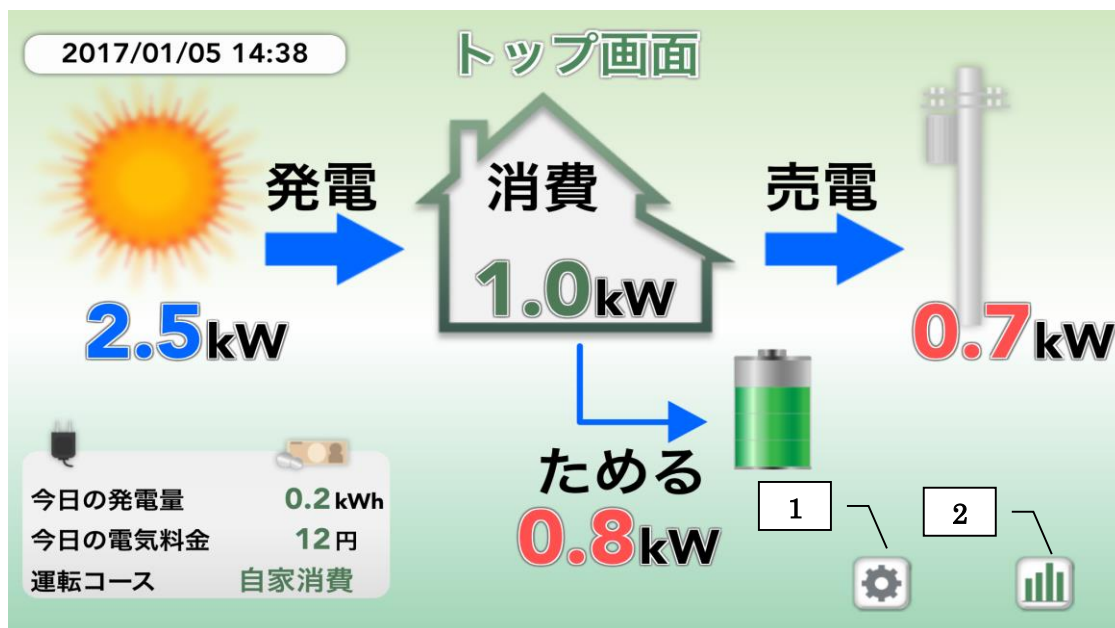 2017/01/05 14:38
トップ画面
発電
消費
売電
2.5kW
1.0kW
0.7kW
ためる
0.8kW
今日の発電量 0.2kWh
今日の電気料金 12円
運転コース 自家消費
1
2